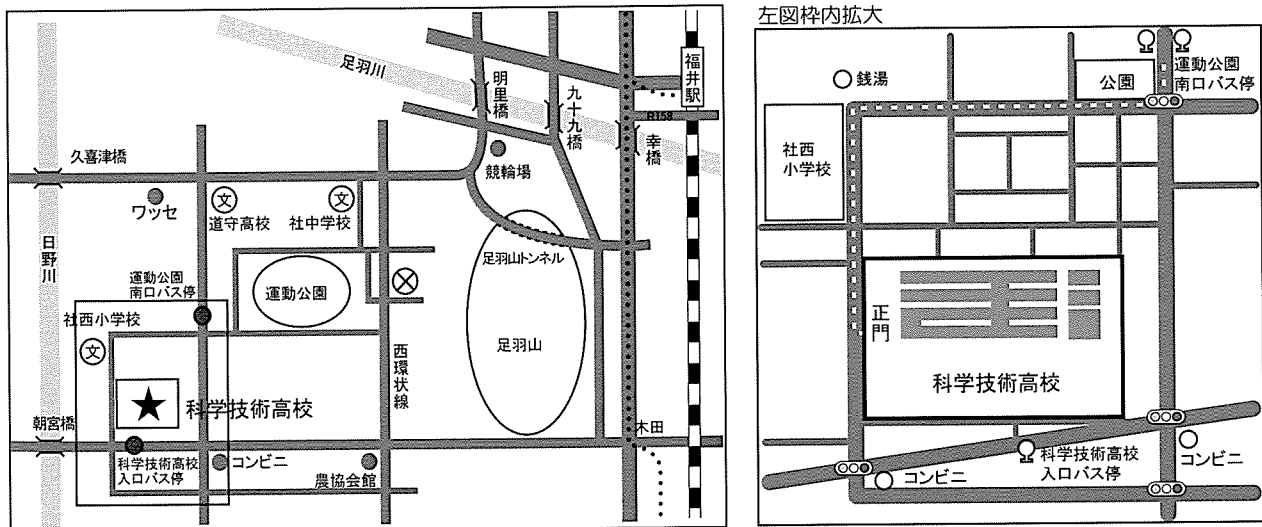 足羽川
明里橋
九十九橋
福井駅
R158
幸橋
久喜津橋
競輪場
ワッセ
文
道守高校
文
社中学校
日野川
足羽山トンネル
運動公園
南口バス停
運動公園
社西小学校
文
足羽山
西環状線
科学技術高校
朝宮橋
木田
科学技術高校
入口バス停
コンビニ
農協会館
左図枠内拡大
銭湯
公園
運動公園
南口バス停
社西
小学校
正門
科学技術高校
科学技術高校
入口バス停
コンビニ
コンビニ